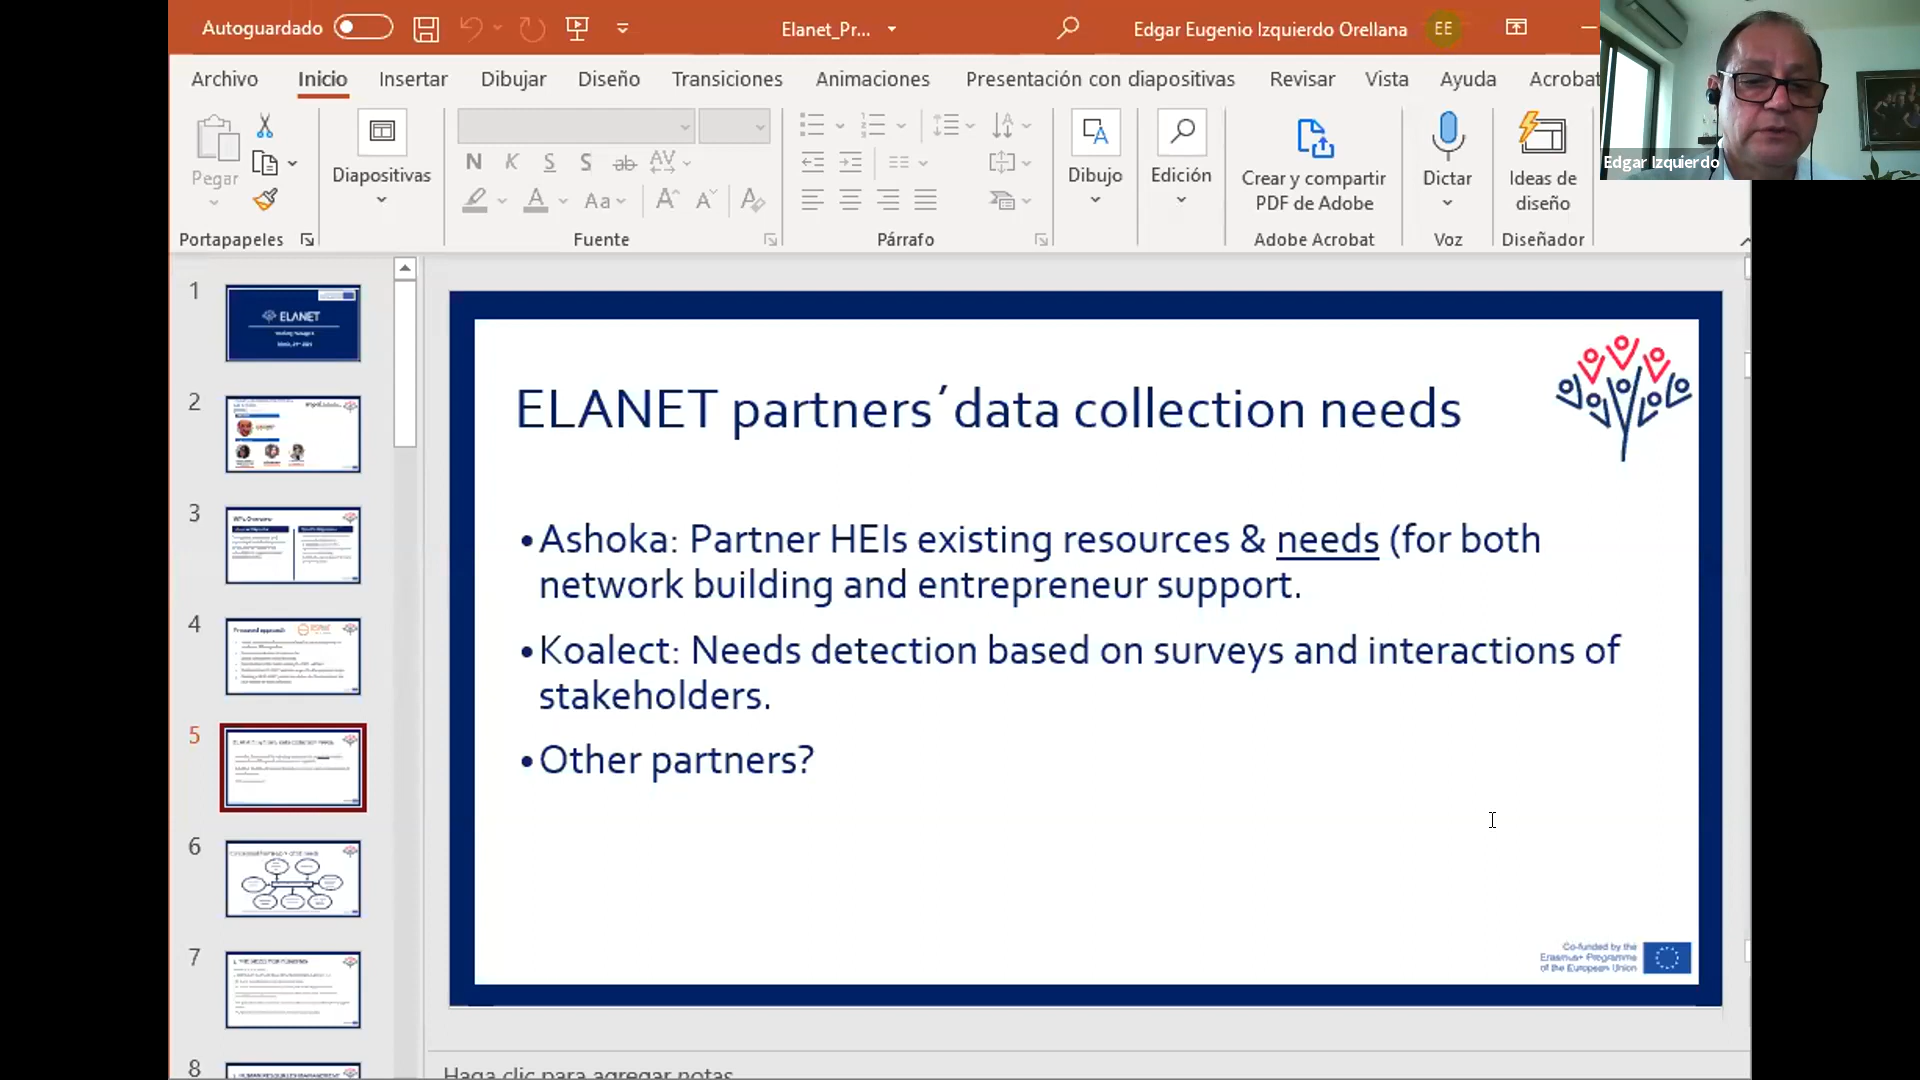 Autoguardado
Elanet_Pr...
Edgar Eugenio Izquierdo Orellana
EE
Archivo
Inicio
Insertar
Dibujar
Diseño
Transiciones
Animaciones
Presentación con diapositivas
Revisar
Vista
Ayuda
Acrobat
Edgar Izquierdo
Pegar
Portapapeles
Diapositivas
N K S S ab AV
A Aa A A A
Fuente
Párrafo
Dibujo
Edición
Crear y compartir
PDF de Adobe
Adobe Acrobat
Dictar
Voz
Ideas de
diseño
Diseñador
1
ELANET
2
3
4
5
6
7
8
ELANET partners´data collection needs
•Ashoka: Partner HEIs existing resources & needs (for both
network building and entrepreneur support.
•Koalect: Needs detection based on surveys and interactions of
stakeholders.
•Other partners?
Co-funded by the
Erasmus+ Programme
of the European Union
Haga clic para agregar notas